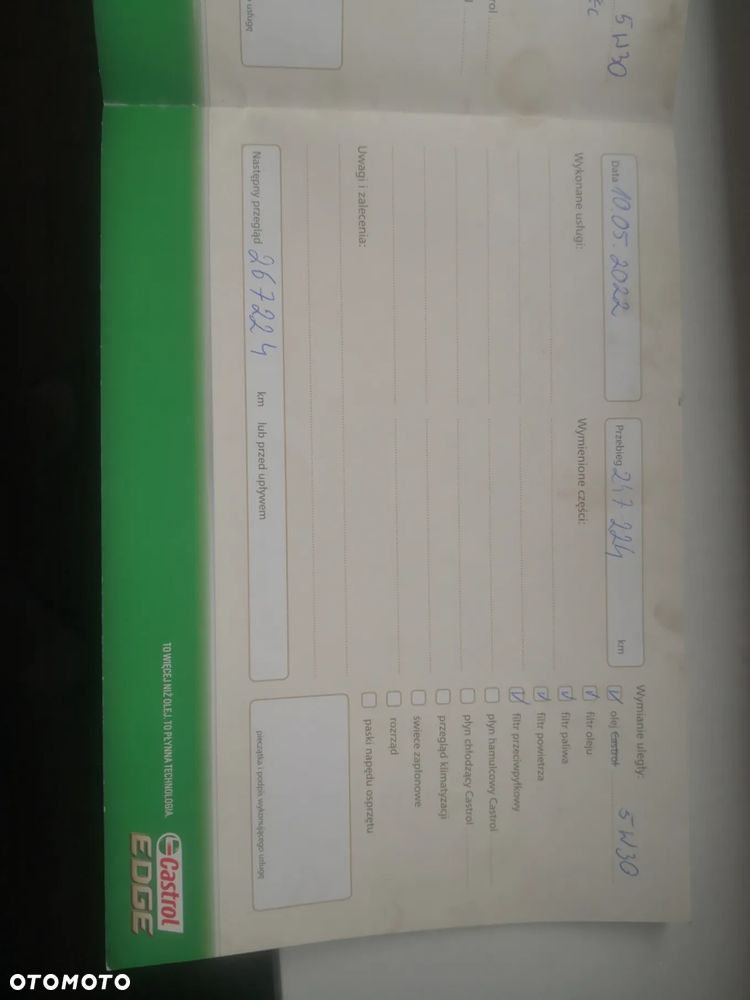 5W30
usługę
Data 10.05.2022
Przebieg 247 224 km
Wymianie uległy:
Wykonane usługi:
Wymienione części:
olej Castrol 5W30
filtr oleju
filtr paliwa
filtr powietrza
filtr przeciwpyłkowy
płyn hamulcowy Castrol
płyn chłodzący Castrol
przegląd klimatyzacji
świece zapłonowe
rozrząd
paski napędu osprzętu
Uwagi i zalecenia:
Następny przegląd 267224 km lub przed upływem
pieczątka i podpis wykonującego usługę
TO WIĘCEJ NIŻ OLEJ. TO PŁYNNA TECHNOLOGIA.
Castrol
EDGE
OTOMOTO